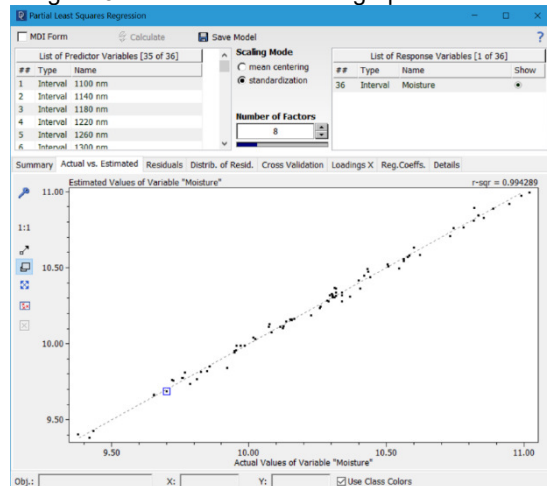 Partial Least Squares Regression
MDI Form
Calculate
Save Model
?
List of Predictor Variables [35 of 36]
## Type Name
1 Interval 1100 nm
2 Interval 1140 nm
3 Interval 1180 nm
4 Interval 1220 nm
5 Interval 1260 nm
6 Interval 1300 nm
Scaling Mode
mean centering
standardization
Number of Factors
8
List of Response Variables [1 of 36]
## Type Name Show
36 Interval Moisture
Summary Actual vs. Estimated Residuals Distrib. of Resid. Cross Validation Loadings X Reg.Coeffs. Details
Estimated Values of Variable "Moisture"
r-sqr = 0.994289
1:1
11.00
10.50
10.00
9.50
9.50 10.00 10.50 11.00
Actual Values of Variable "Moisture"
Obj.: X: Y: Use Class Colors